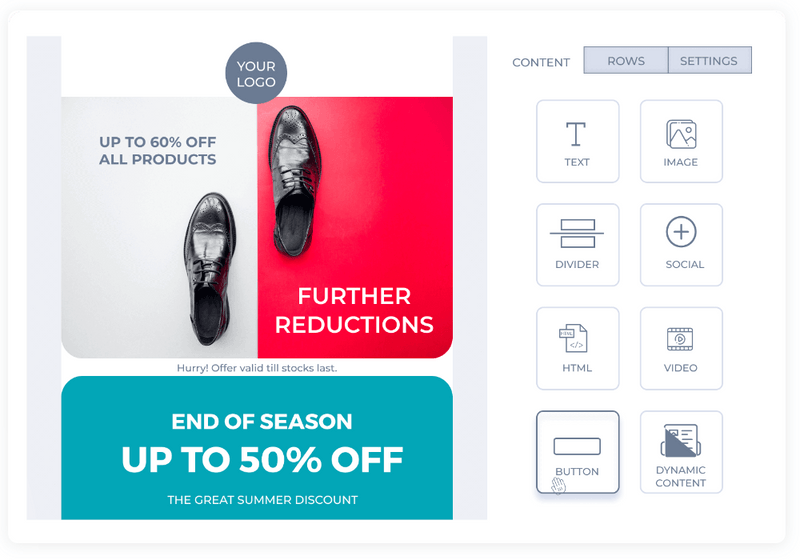 YOUR
LOGO
UP TO 60% OFF
ALL PRODUCTS
FURTHER
REDUCTIONS
Hurry! Offer valid till stocks last.
END OF SEASON
UP TO 50% OFF
THE GREAT SUMMER DISCOUNT
CONTENT ROWS SETTINGS
TEXT IMAGE
DIVIDER SOCIAL
HTML
</>
HTML VIDEO
BUTTON
DYNAMIC
CONTENT